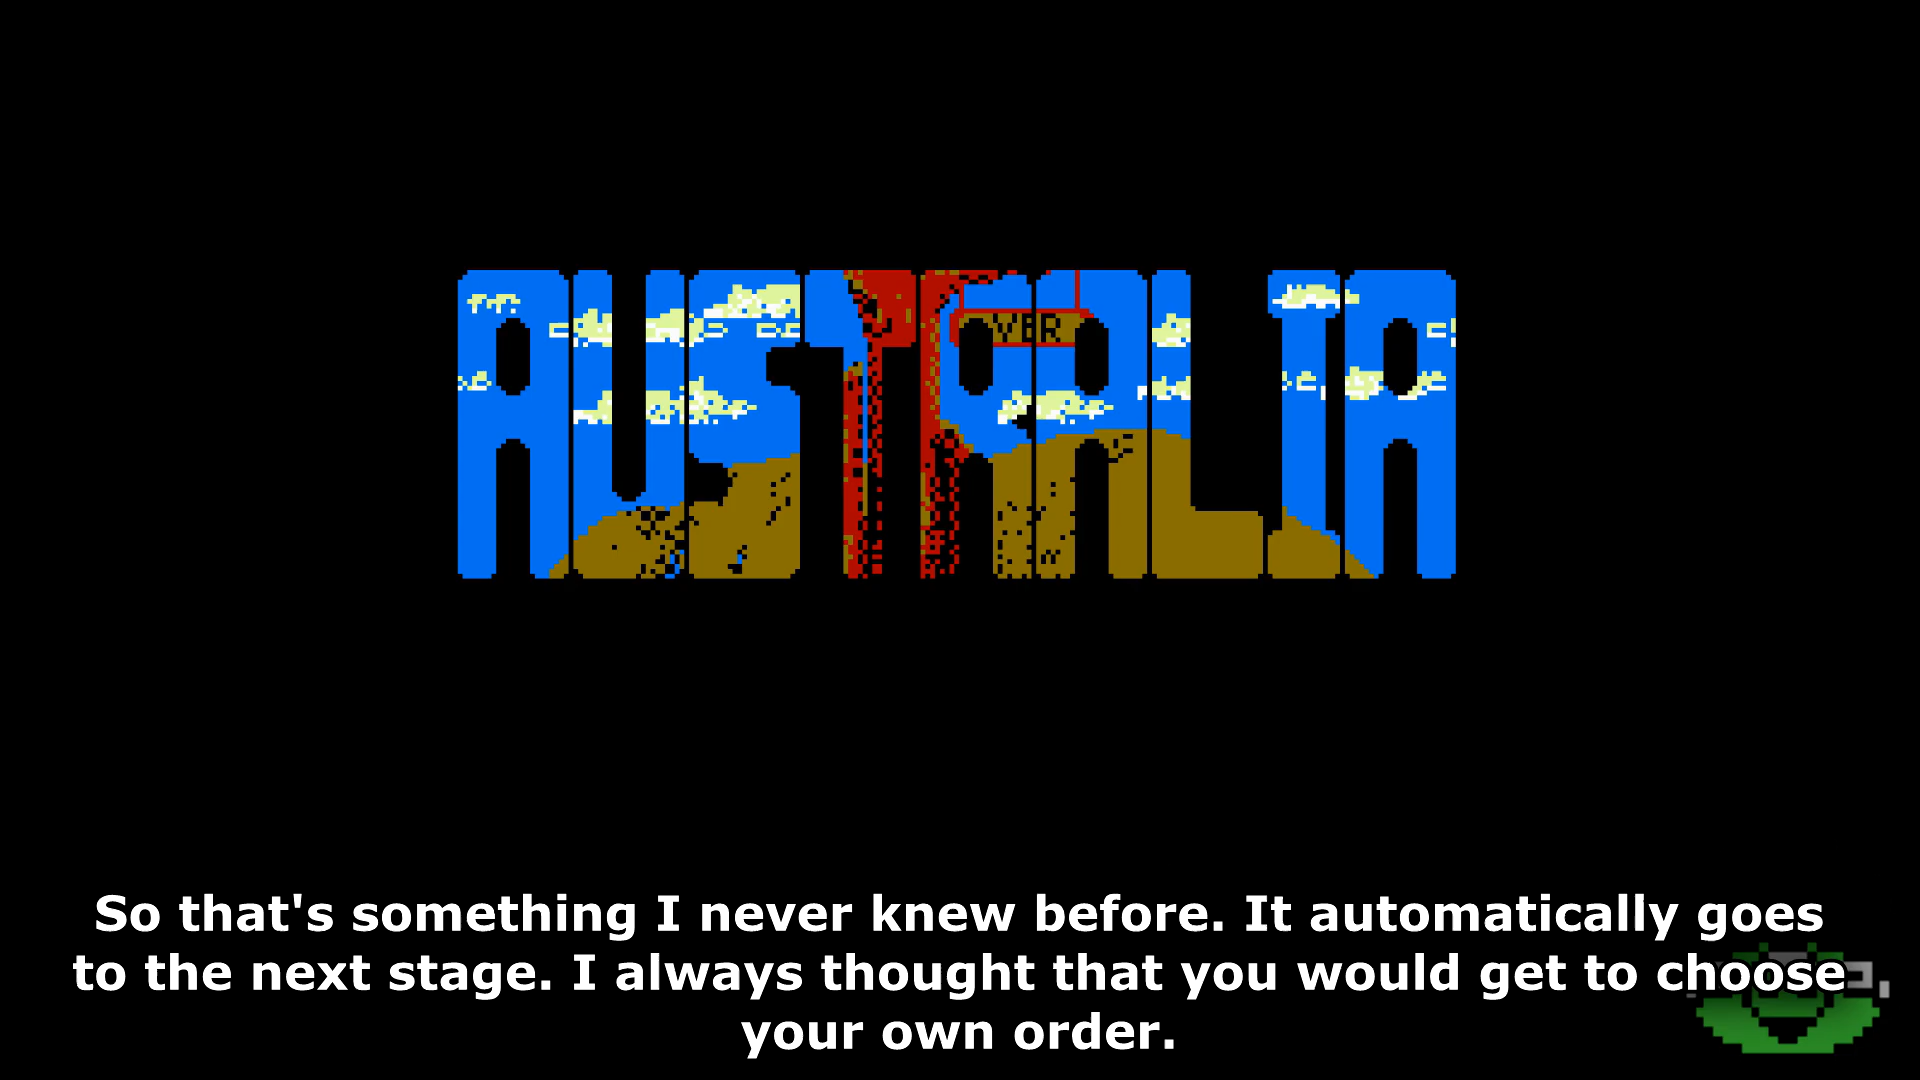 AUSTRALIA
So that's something I never knew before. It automatically goes
to the next stage. I always thought that you would get to choose
your own order.